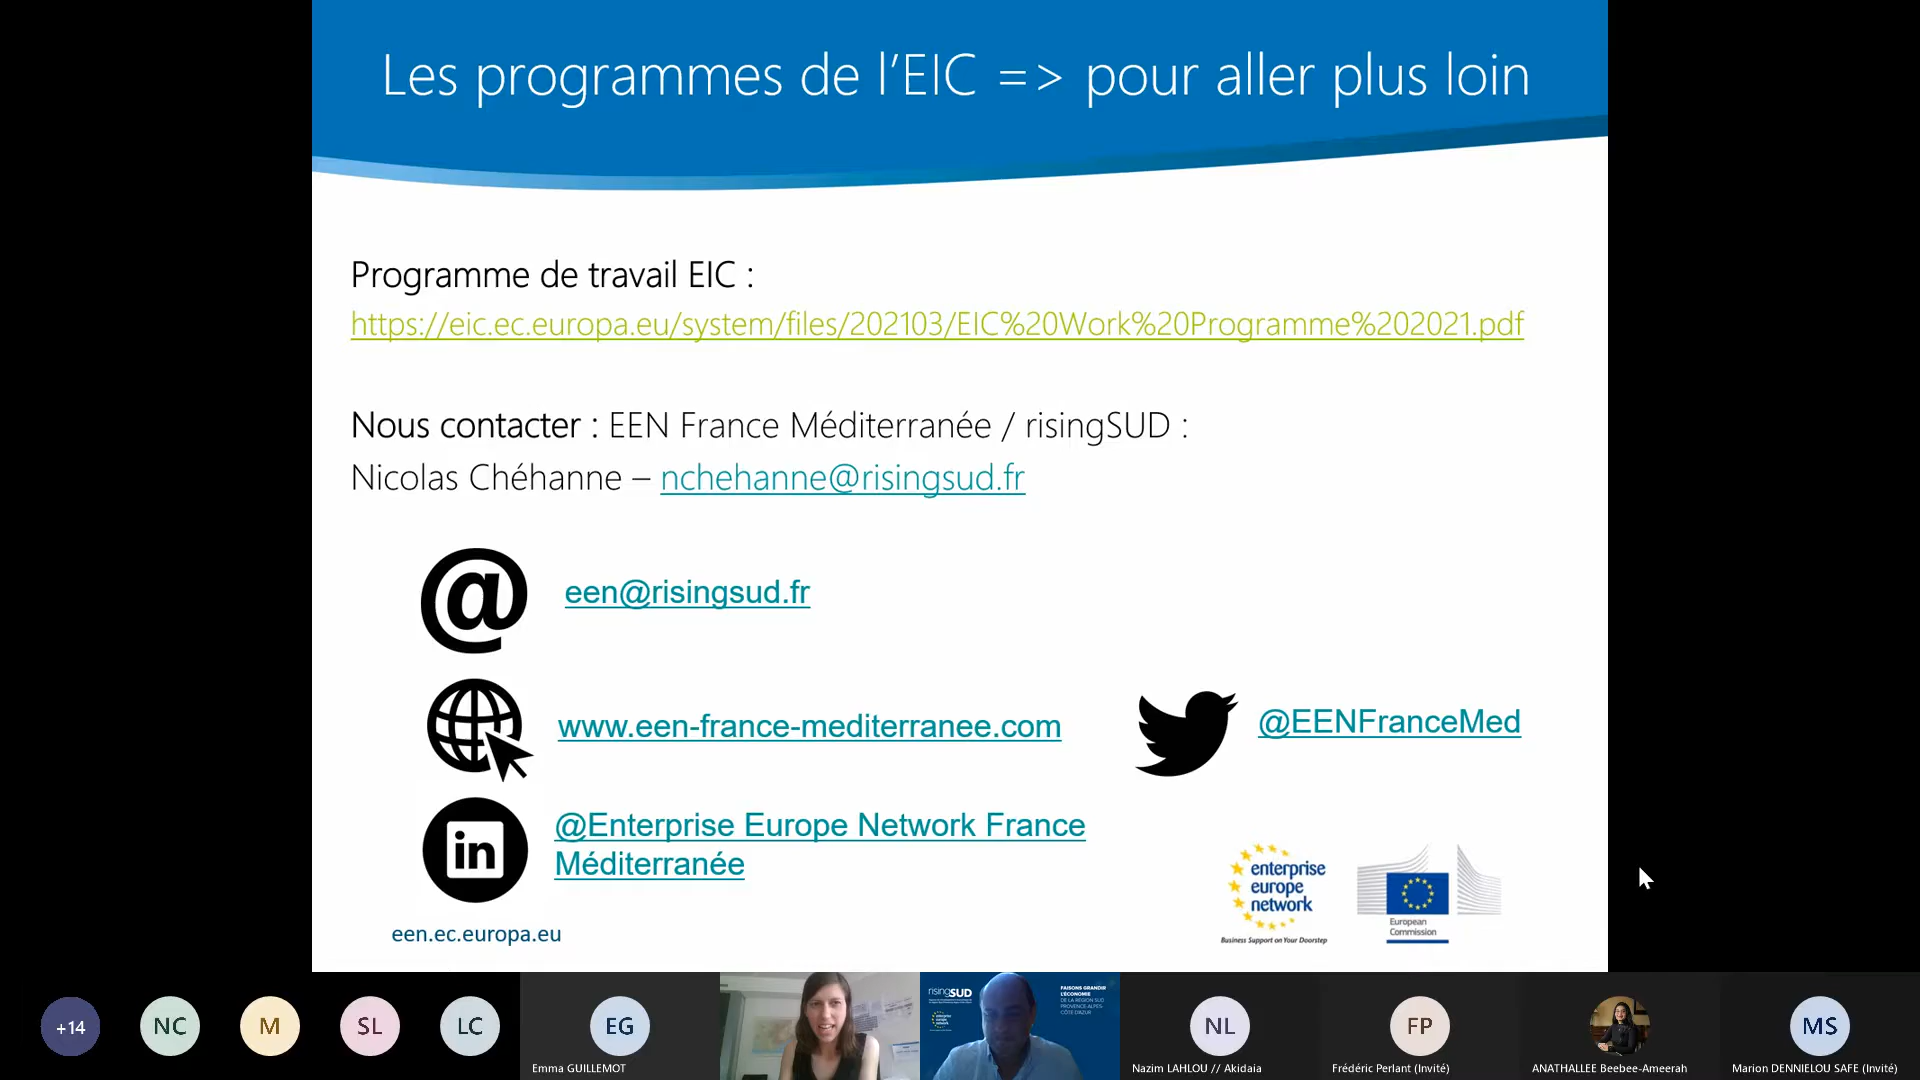 Les programmes de l’EIC => pour aller plus loin
Programme de travail EIC :
https://eic.ec.europa.eu/system/files/202103/EIC%20Work%20Programme%202021.pdf
Nous contacter : EEN France Méditerranée / risingSUD :
Nicolas Chéhanne – nchehanne@risingsud.fr
@ een@risingsud.fr
www.een-france-mediterranee.com
@EENFranceMed
in @Enterprise Europe Network France
Méditerranée
een.ec.europa.eu
enterprise
europe
network
Business Support on Your Doorstep
European
Commission
+14
NC
M
SL
LC
EG
Emma GUILLEMOT
risingSUD
FAISONS GRANDIR
L'ÉCONOMIE
DE LA RÉGION SUD
PROVENCE-ALPES-
CÔTE D'AZUR
NL
Nazim LAHLOU // Akidaia
FP
Frédéric Perlant (Invité)
ANATHALLEE Beebee-Ameerah
MS
Marion DENNIELOU SAFE (Invité)